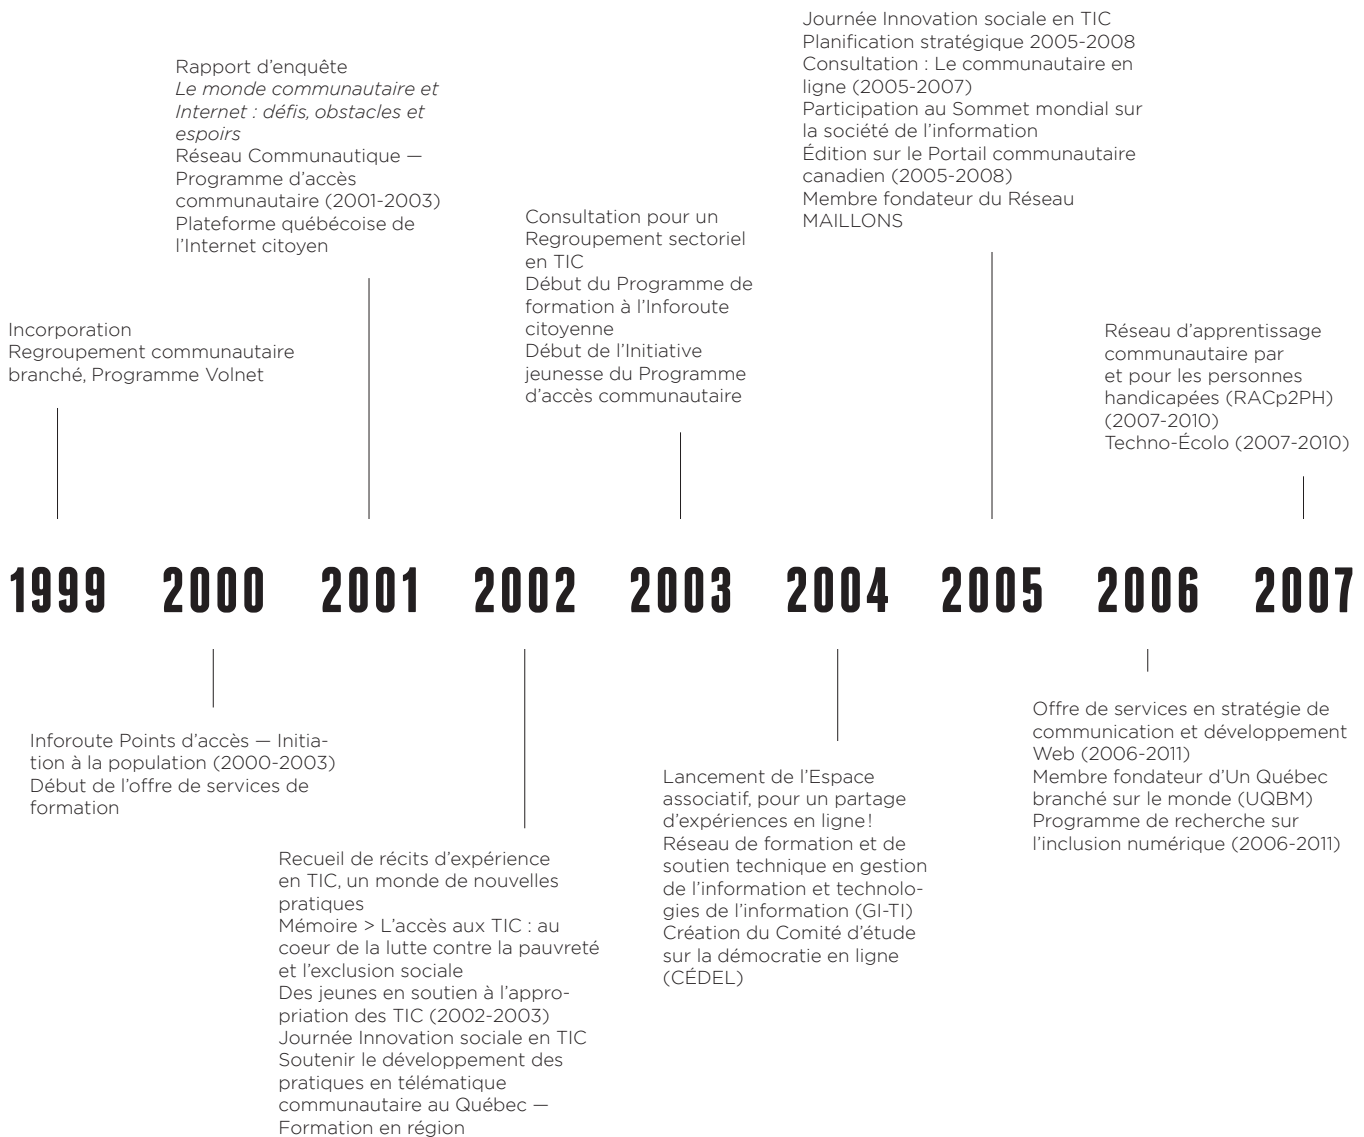 Journée Innovation sociale en TIC
Planification stratégique 2005-2008
Consultation : Le communautaire en
ligne (2005-2007)
Participation au Sommet mondial sur
la société de l’information
Édition sur le Portail communautaire
canadien (2005-2008)
Membre fondateur du Réseau
MAILLONS
Rapport d’enquête
Le monde communautaire et
Internet : défis, obstacles et
espoirs
Réseau Communautique —
Programme d’accès
communautaire (2001-2003)
Plateforme québécoise de
l’Internet citoyen
Consultation pour un
Regroupement sectoriel
en TIC
Début du Programme de
formation à l’Inforoute
citoyenne
Début de l’Initiative
jeunesse du Programme
d’accès communautaire
Incorporation
Regroupement communautaire
branché, Programme Volnet
Réseau d’apprentissage
communautaire par
et pour les personnes
handicapées (RACp2PH)
(2007-2010)
Techno-Écolo (2007-2010)
1999 2000 2001 2002 2003 2004 2005 2006 2007
Inforoute Points d’accès — Initia-
tion à la population (2000-2003)
Début de l’offre de services de
formation
Recueil de récits d’expérience
en TIC, un monde de nouvelles
pratiques
Mémoire > L’accès aux TIC : au
coeur de la lutte contre la pauvreté
et l’exclusion sociale
Des jeunes en soutien à l’appro-
priation des TIC (2002-2003)
Journée Innovation sociale en TIC
Soutenir le développement des
pratiques en télématique
communautaire au Québec —
Formation en région
Lancement de l’Espace
associatif, pour un partage
d’expériences en ligne !
Réseau de formation et de
soutien technique en gestion
de l’information et technolo-
gies de l’information (GI-TI)
Création du Comité d’étude
sur la démocratie en ligne
(CÉDEL)
Offre de services en stratégie de
communication et développement
Web (2006-2011)
Membre fondateur d’Un Québec
branché sur le monde (UQBM)
Programme de recherche sur
l’inclusion numérique (2006-2011)